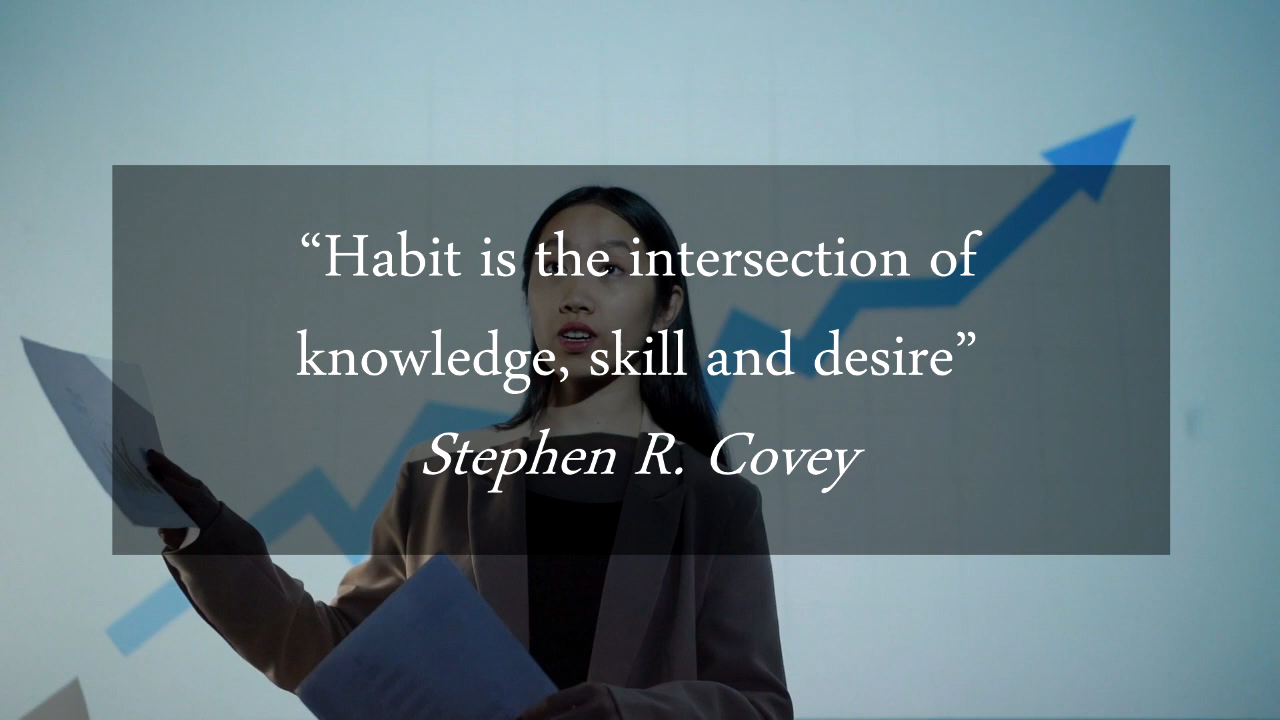 “Habit is the intersection of
knowledge, skill and desire”
Stephen R. Covey